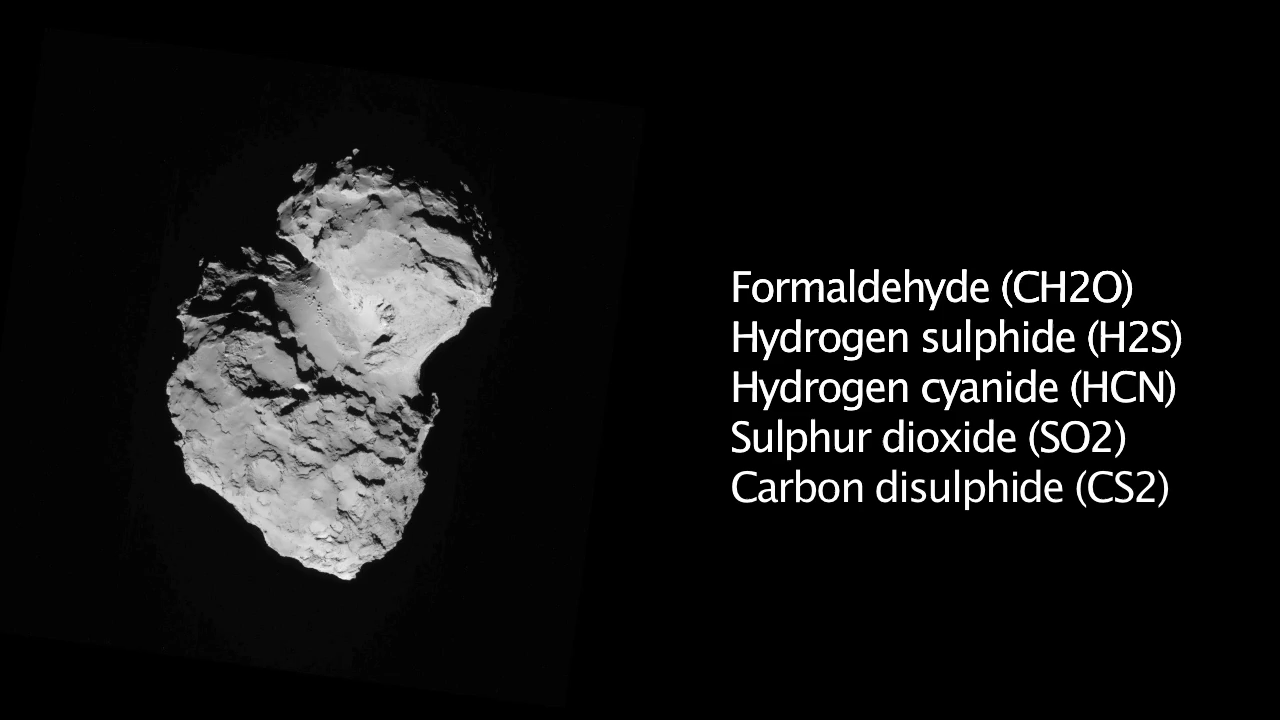 Formaldehyde (CH2O)
Hydrogen sulphide (H2S)
Hydrogen cyanide (HCN)
Sulphur dioxide (SO2)
Carbon disulphide (CS2)